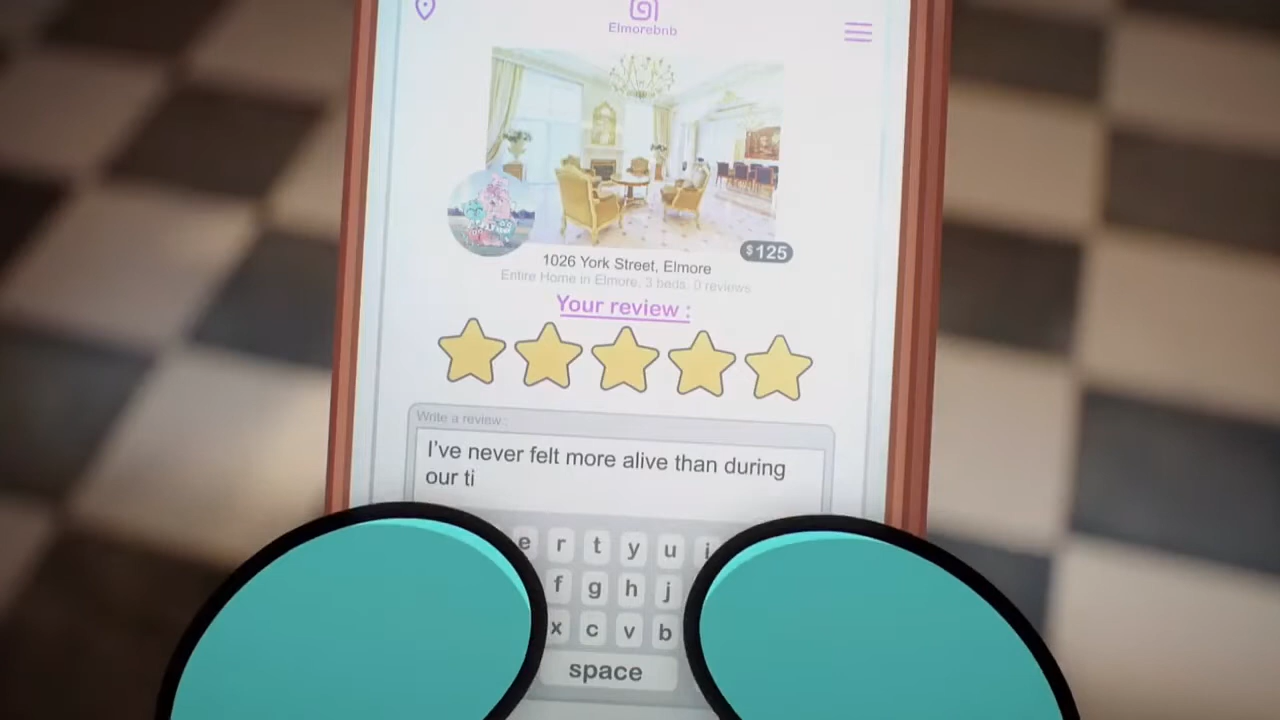 Elmorebnb
$125
1026 York Street, Elmore
Entire Home in Elmore, 3 beds, 0 reviews
Your review :
Write a review :
I've never felt more alive than during
our ti
e r t y u i
f g h j
x c v b
space